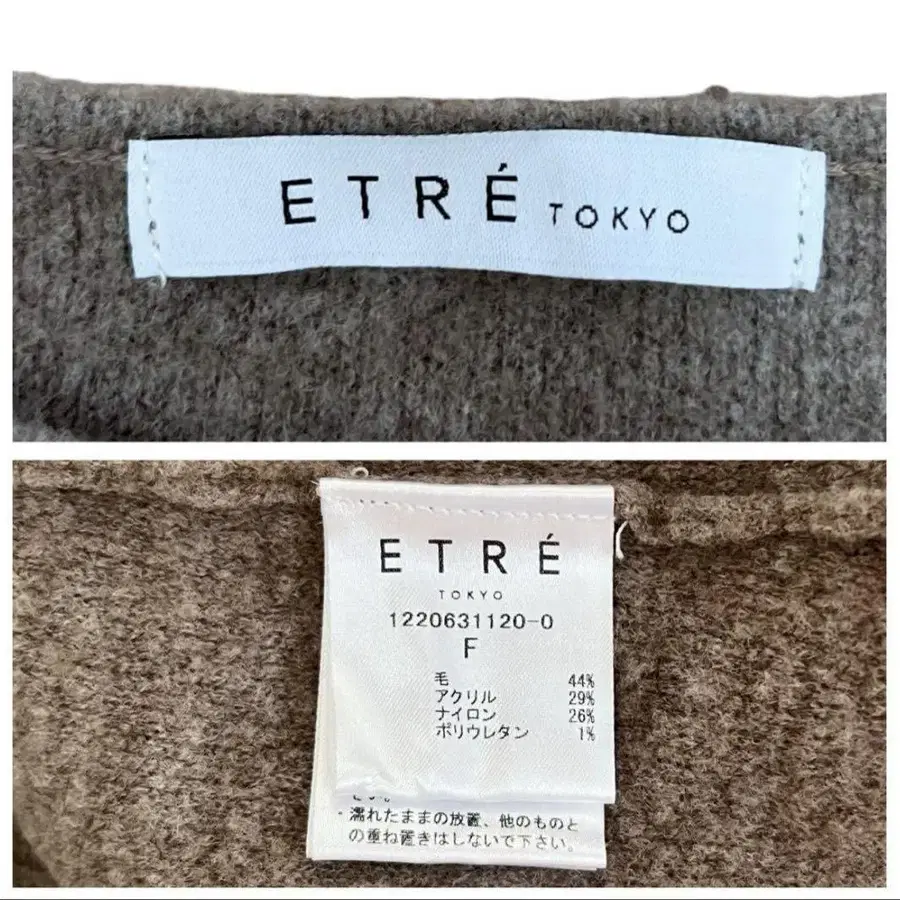 ETRÉ TOKYO
ETRÉ
TOKYO
1220631120-0
F
毛 44%
アクリル 29%
ナイロン 26%
ポリウレタン 1%
・濡れたままの放置、他のものと
の重ね置きはしないで下さい。